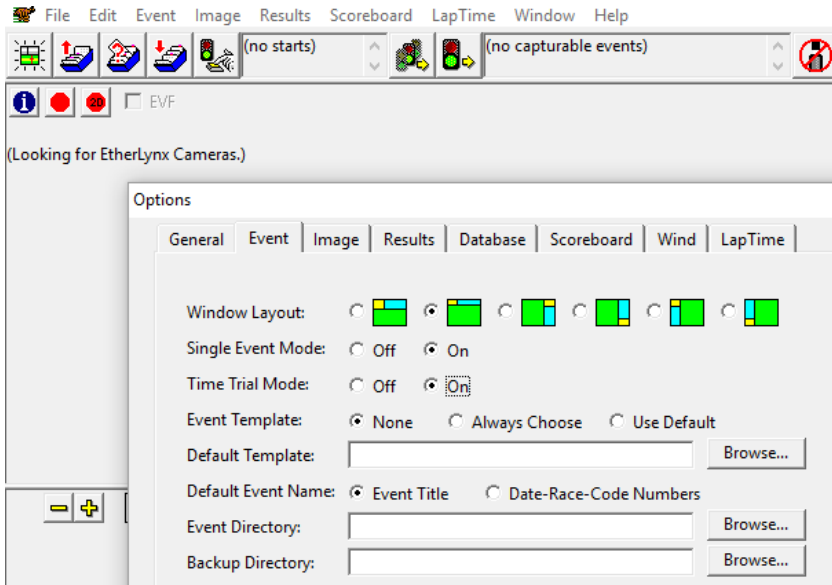 File Edit Event Image Results Scoreboard LapTime Window Help
(no starts) (no capturable events)
2D EVF
(Looking for EtherLynx Cameras.)
Options
General Event Image Results Database Scoreboard Wind LapTime
Window Layout:
Single Event Mode: Off On
Time Trial Mode: Off On
Event Template: None Always Choose Use Default
Default Template: Browse...
Default Event Name: Event Title Date-Race-Code Numbers
Event Directory: Browse...
Backup Directory: Browse...